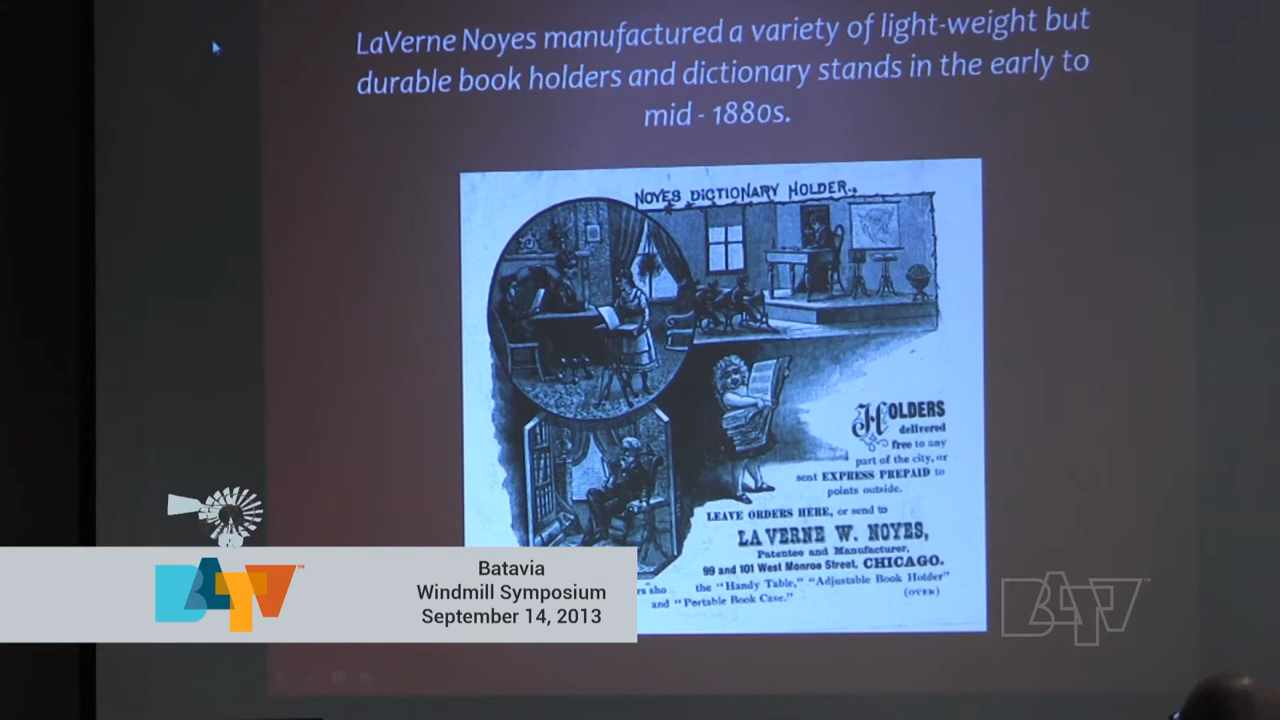 LaVerne Noyes manufactured a variety of light-weight but
durable book holders and dictionary stands in the early to
mid - 1880s.
NOYES DICTIONARY HOLDER.
HOLDERS
delivered
free to any
part of the city, or
sent EXPRESS PREPAID to
points outside.
LEAVE ORDERS HERE, or send to
LA VERNE W. NOYES,
Patentee and Manufacturer,
99 and 101 West Monroe Street, CHICAGO.
the "Handy Table," "Adjustable Book Holder"
and "Portable Book Case."
(OVER)
BATV™
Batavia
Windmill Symposium
September 14, 2013
BATV™